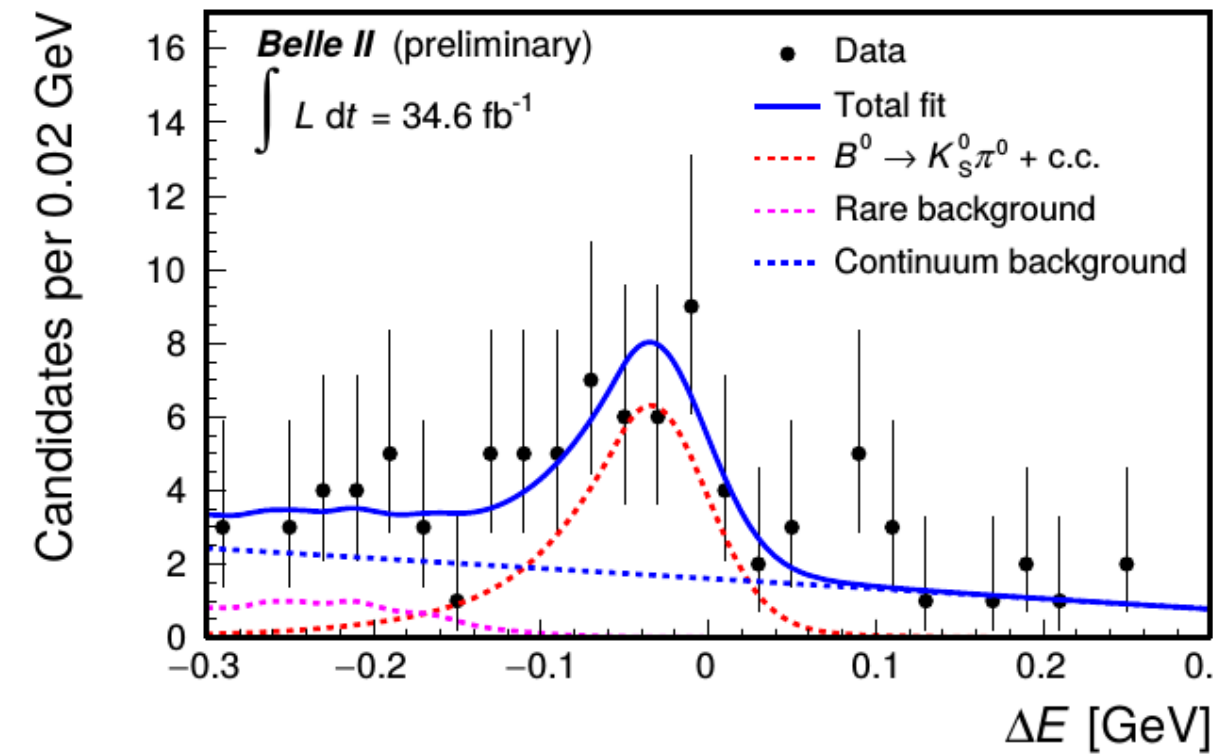 Candidates per 0.02 GeV
16
14
12
10
8
6
4
2
0
Belle II (preliminary)
∫ L dt = 34.6 fb⁻¹
Data
Total fit
B⁰ → K⁰_S π⁰ + c.c.
Rare background
Continuum background
−0.3 −0.2 −0.1 0 0.1 0.2 0.
ΔE [GeV]